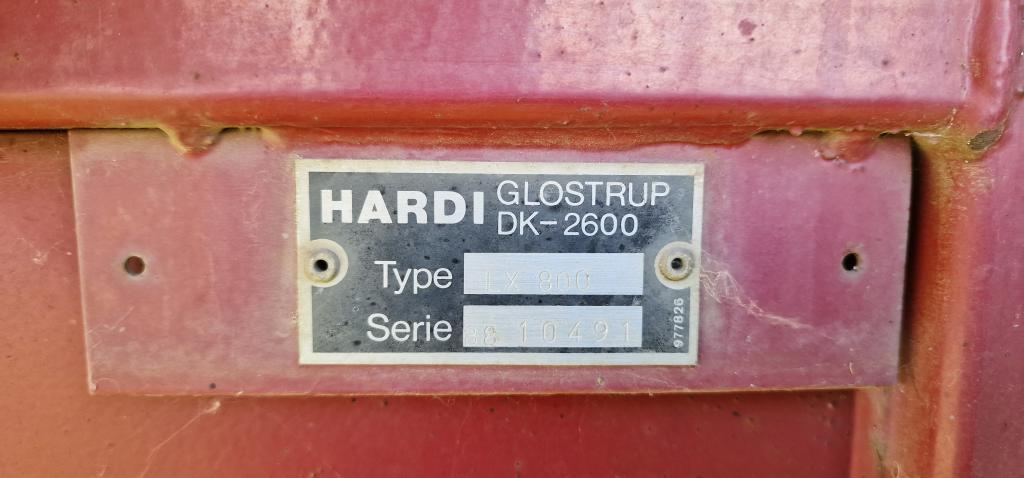 HARDI GLOSTRUP
DK-2600
Type LX 800
Serie 10491
977826